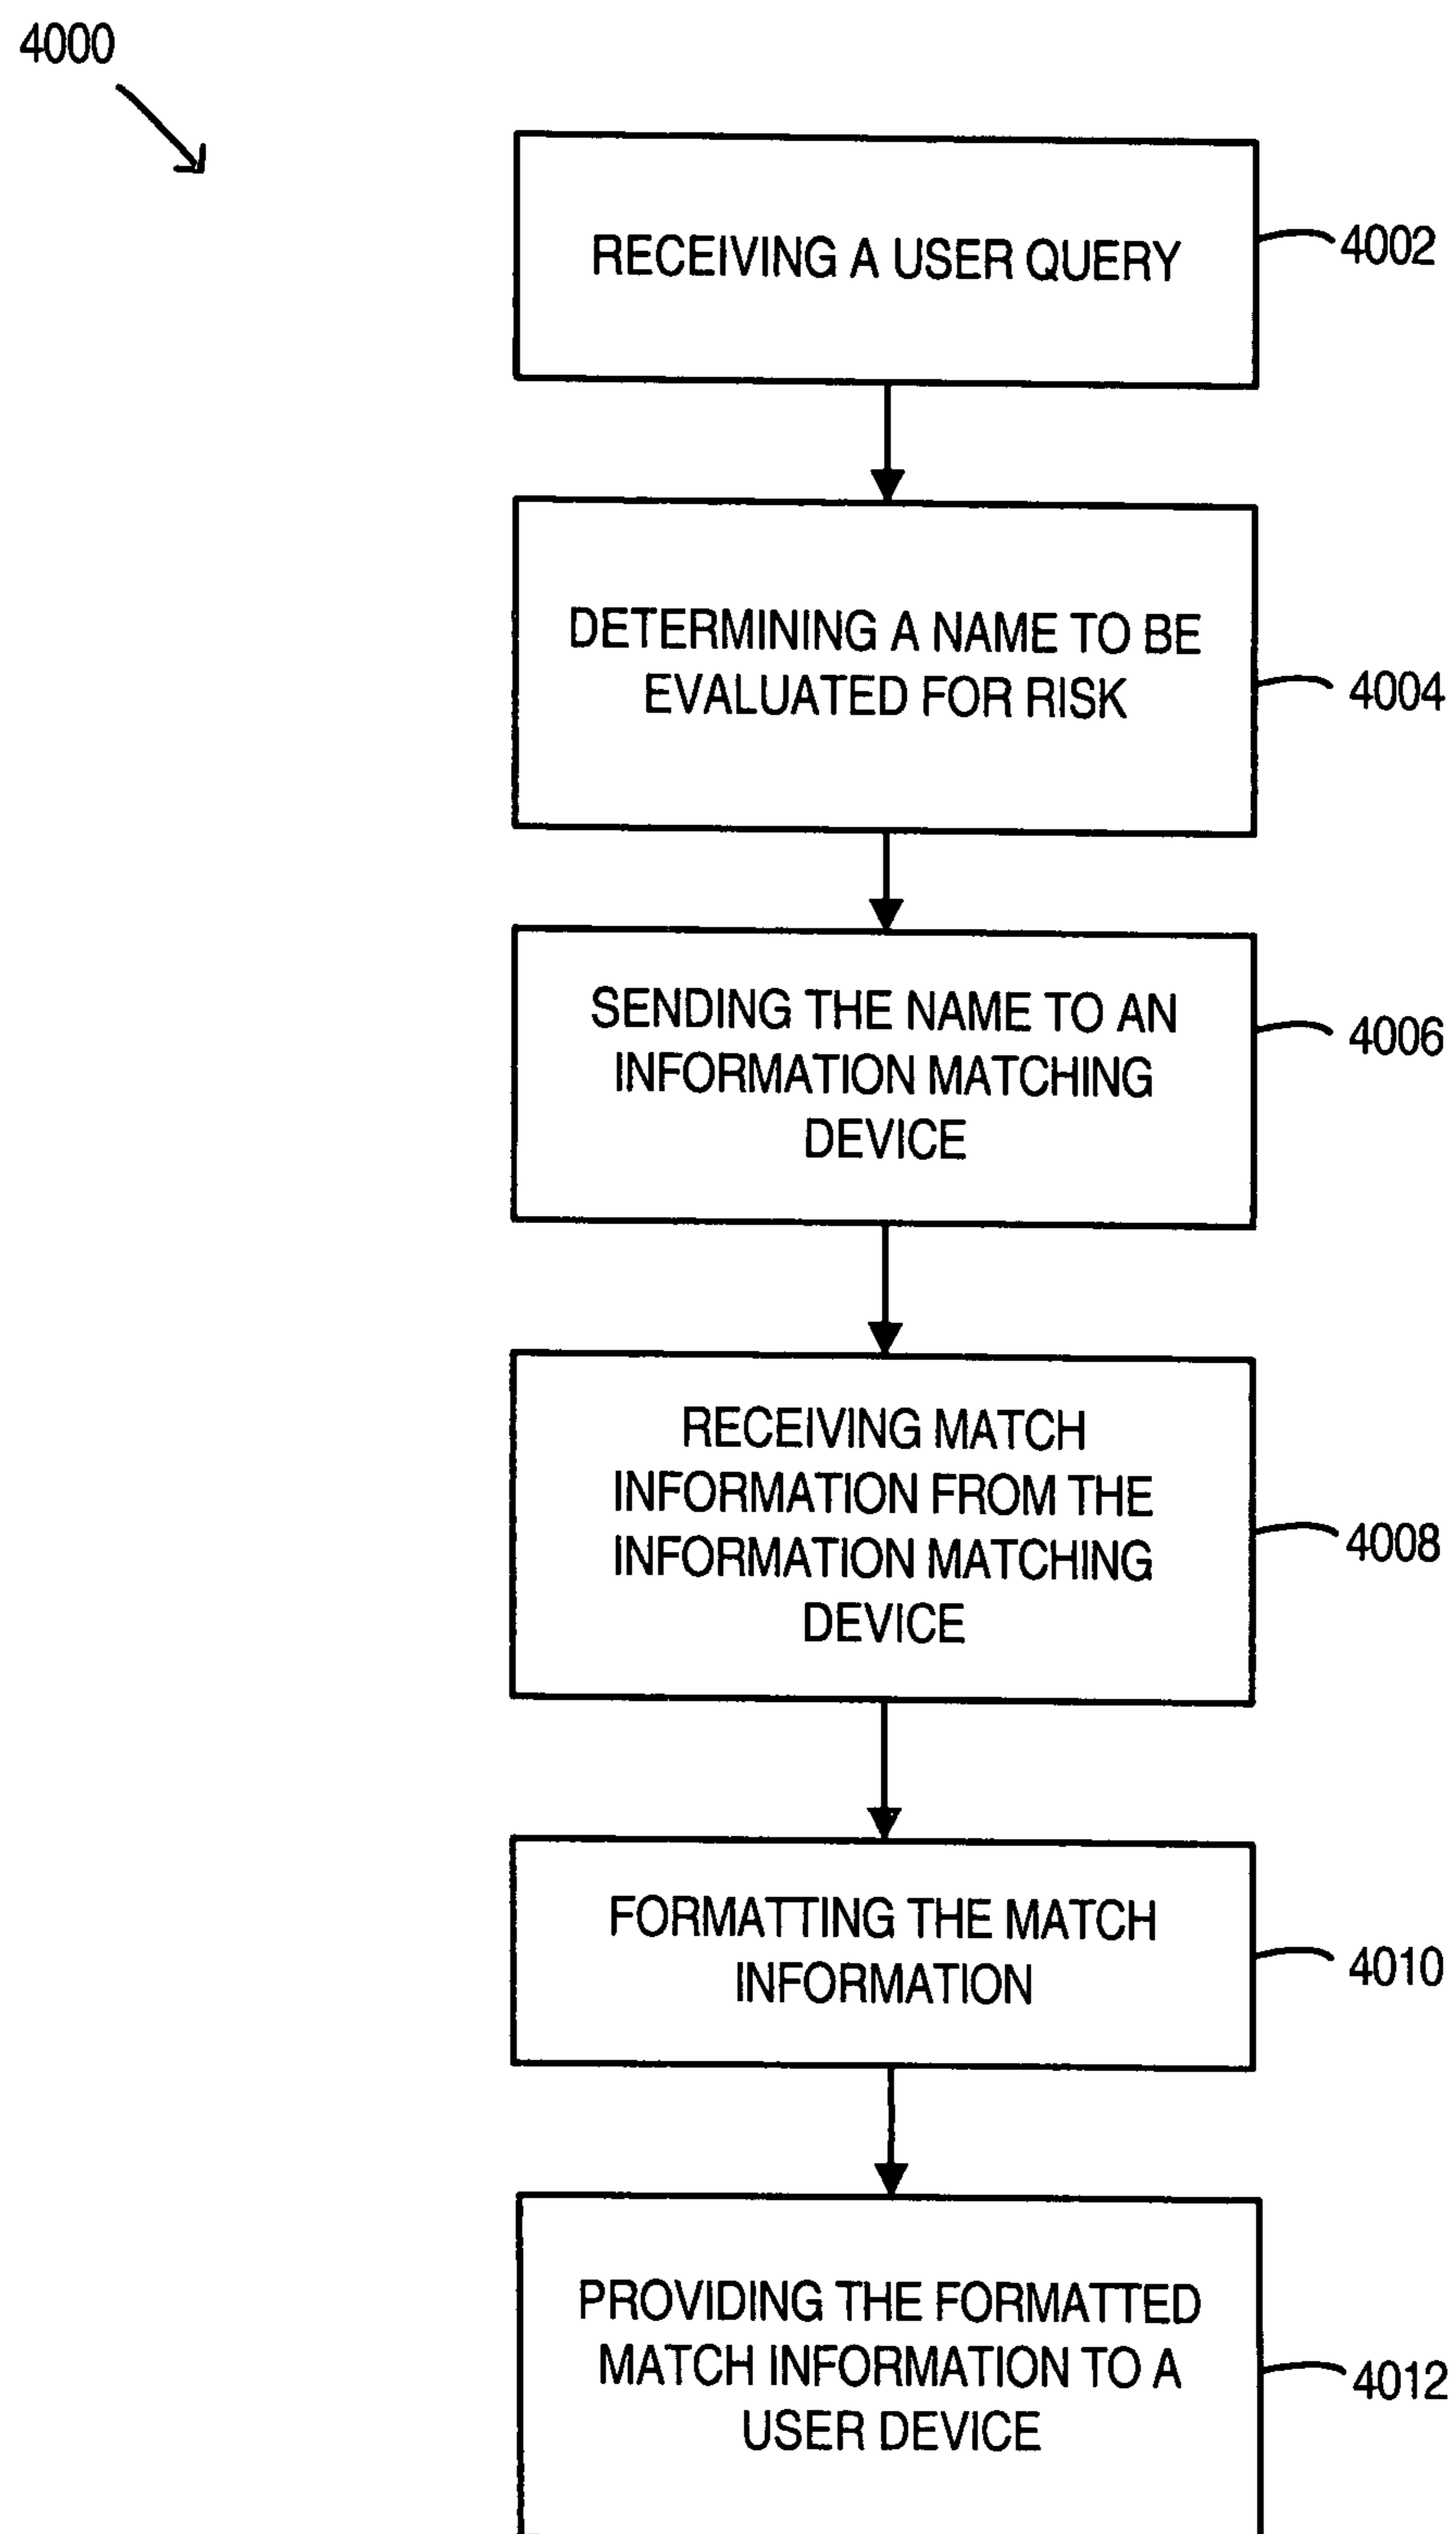 4000
RECEIVING A USER QUERY
4002
DETERMINING A NAME TO BE
EVALUATED FOR RISK
4004
SENDING THE NAME TO AN
INFORMATION MATCHING
DEVICE
4006
RECEIVING MATCH
INFORMATION FROM THE
INFORMATION MATCHING
DEVICE
4008
FORMATTING THE MATCH
INFORMATION
4010
PROVIDING THE FORMATTED
MATCH INFORMATION TO A
USER DEVICE
4012